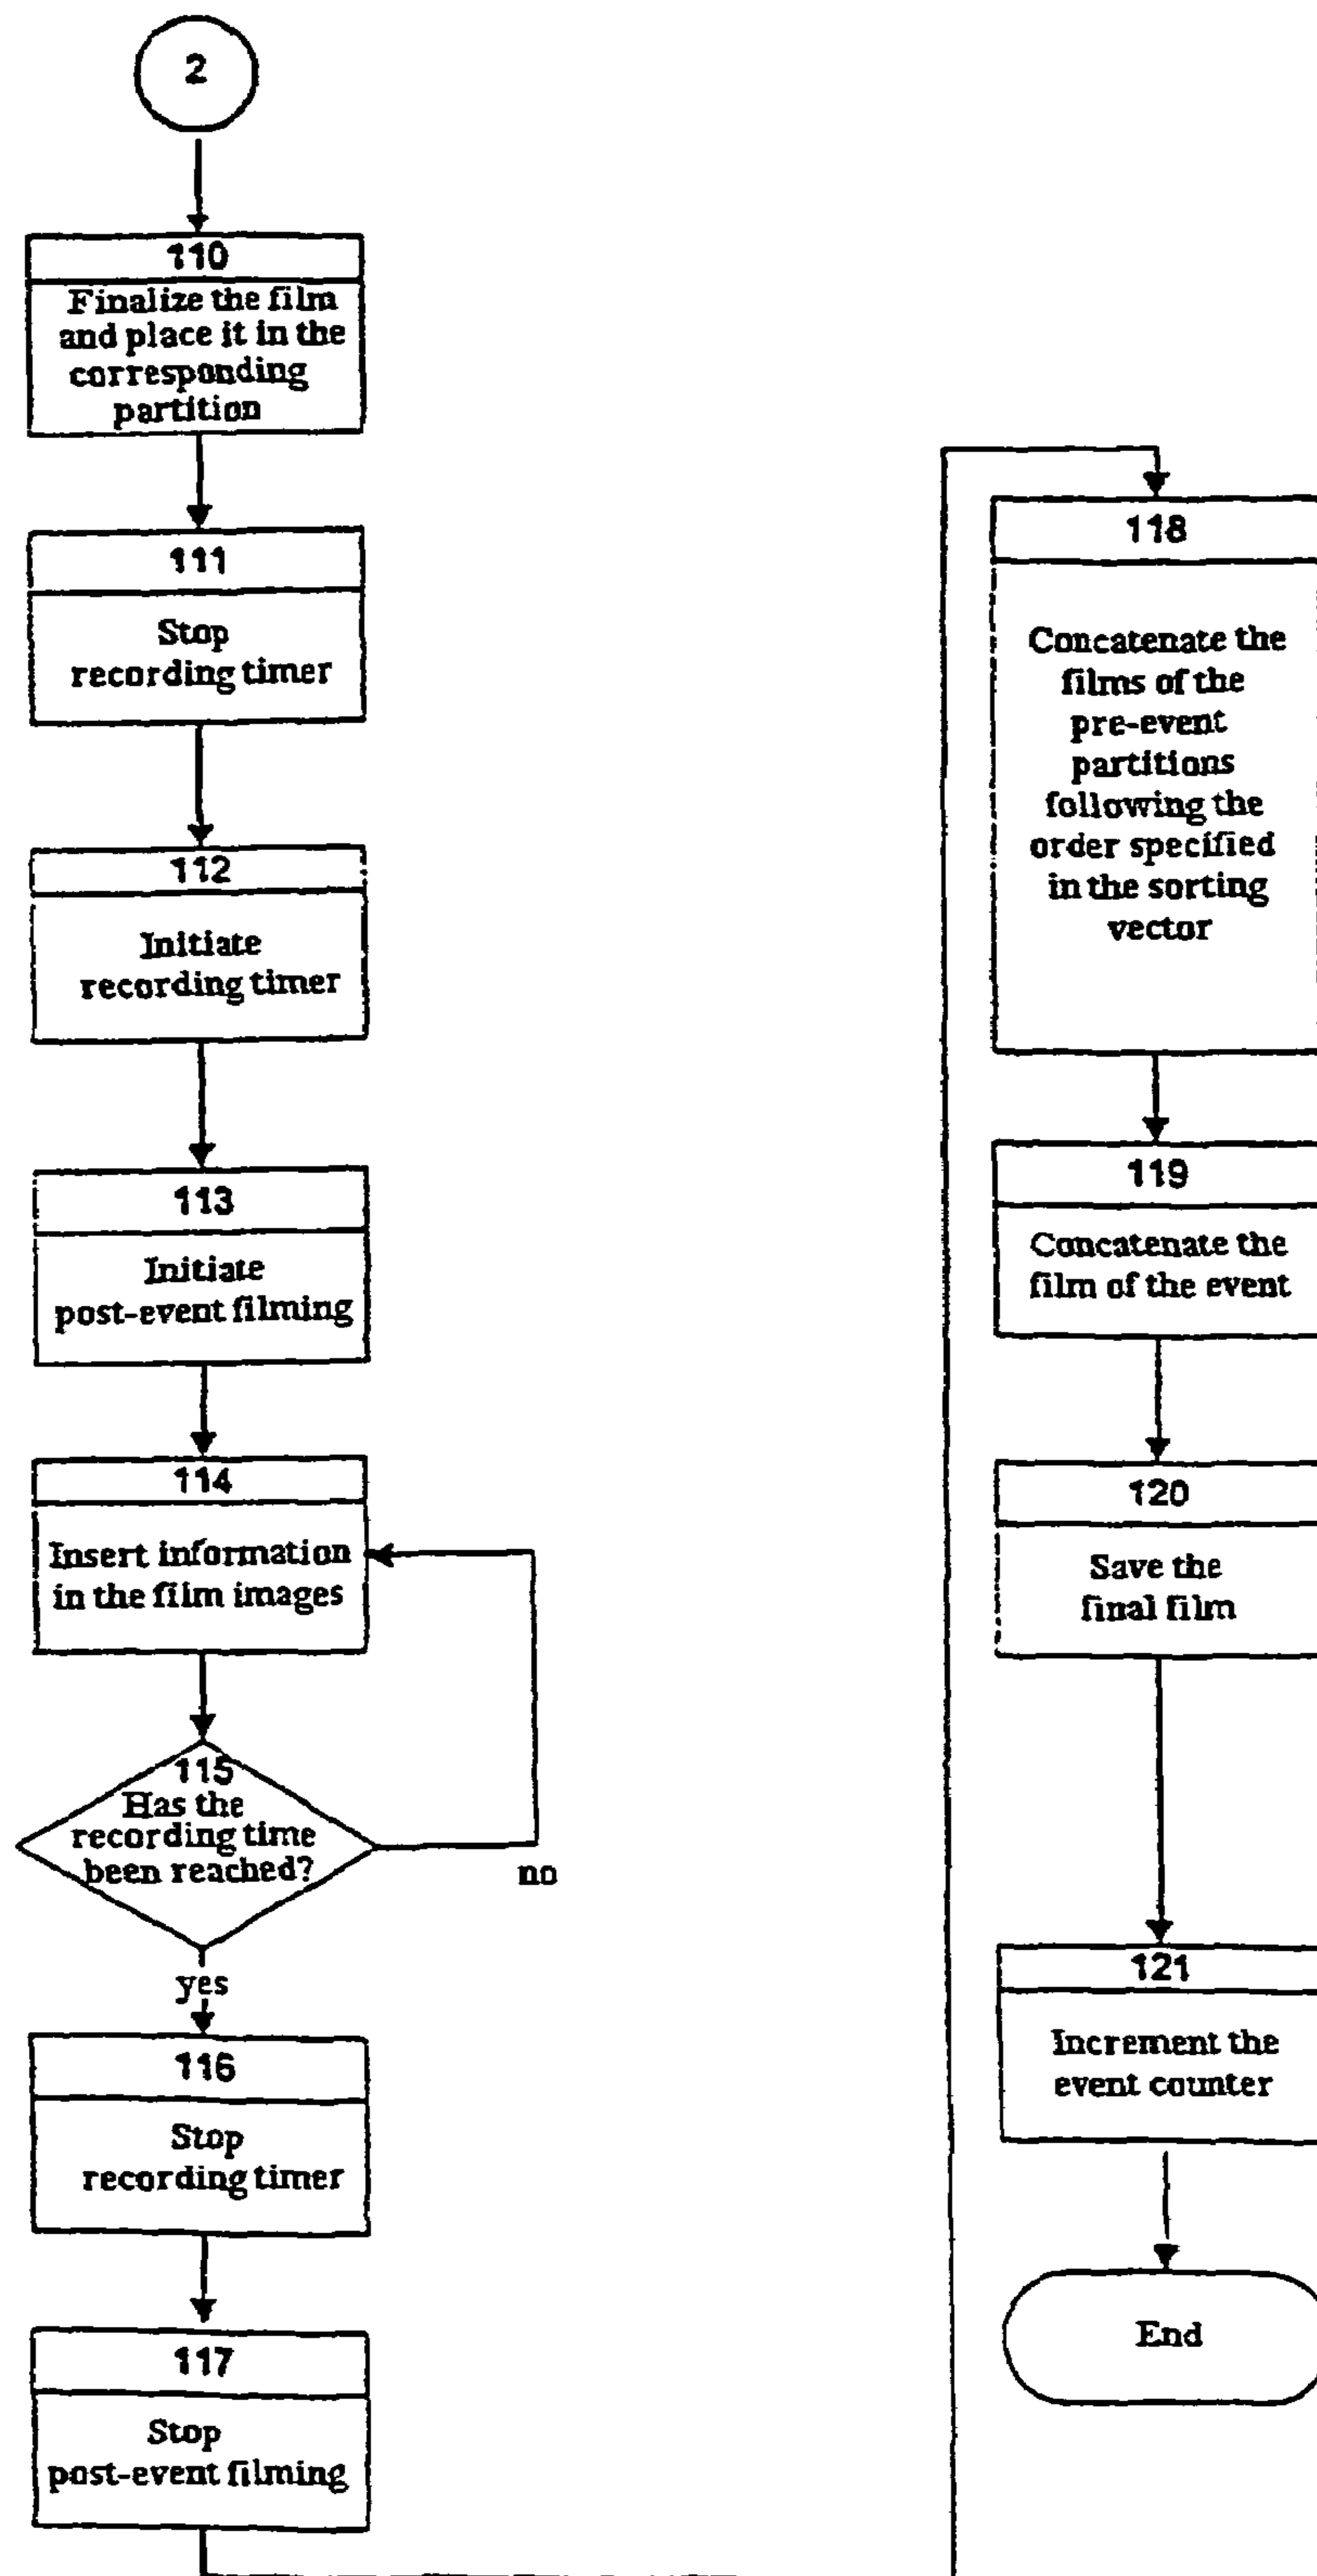 2
110
Finalize the film
and place it in the
corresponding
partition
111
Stop
recording timer
112
Initiate
recording timer
113
Initiate
post-event filming
114
Insert information
in the film images
115
Has the
recording time
been reached?
no
yes
116
Stop
recording timer
117
Stop
post-event filming
118
Concatenate the
films of the
pre-event
partitions
following the
order specified
in the sorting
vector
119
Concatenate the
film of the event
120
Save the
final film
121
Increment the
event counter
End